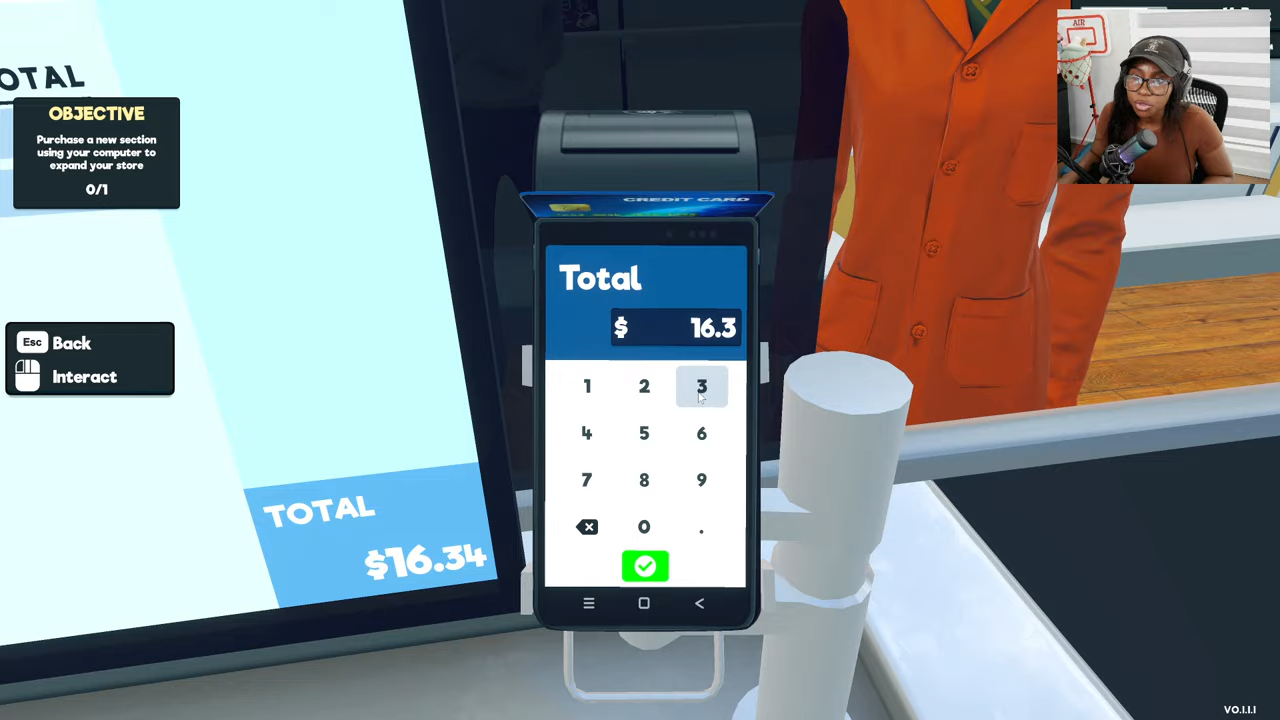 OTAL
OBJECTIVE
Purchase a new section
using your computer to
expand your store
0/1
Esc Back
Interact
TOTAL
$16.34
CREDIT CARD
Total
$ 16.3
1 2 3
4 5 6
7 8 9
0 .
AIR
V0.1.1.1